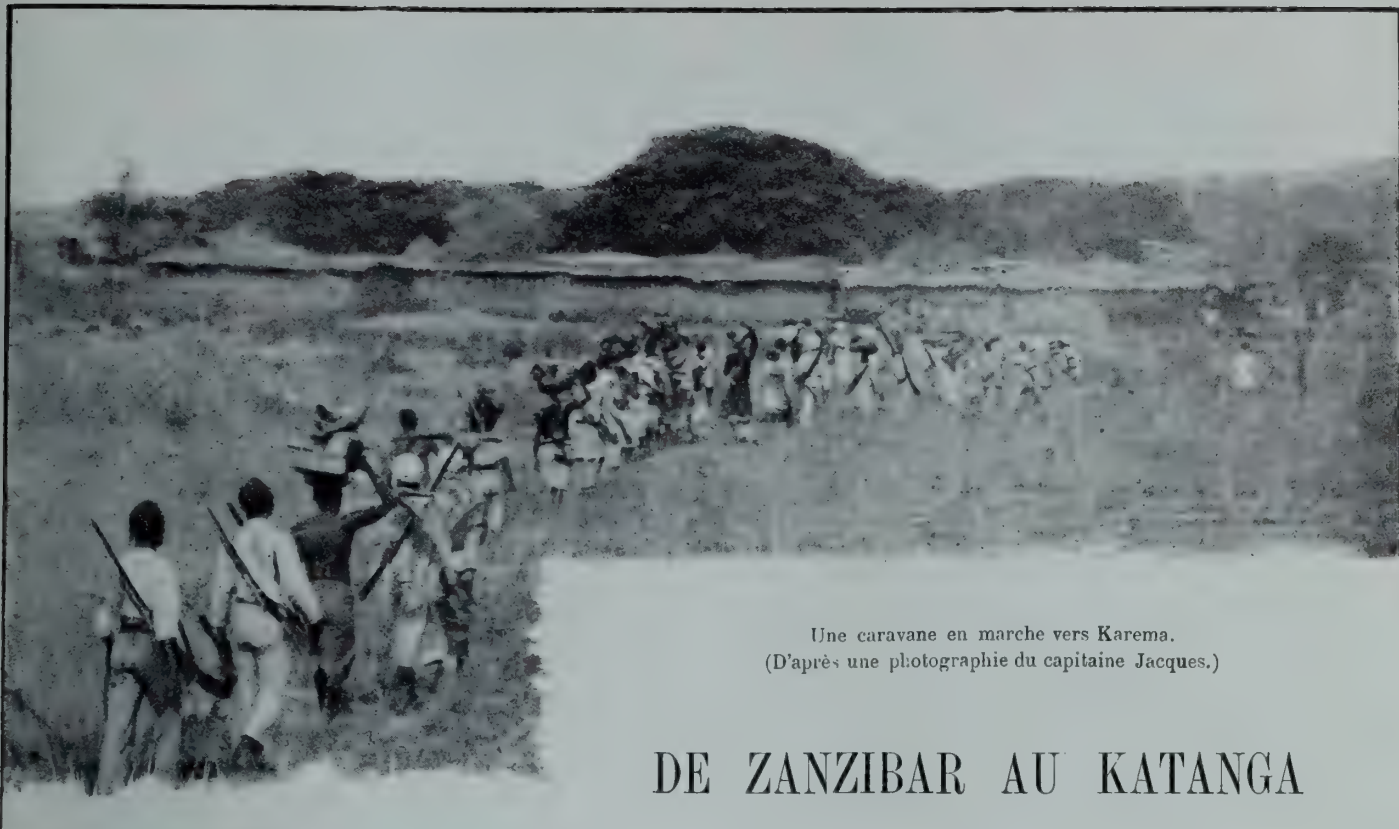 Une caravane en marche vers Karema.
(D'après une photographie du capitaine Jacques.)
DE ZANZIBAR AU KATANGA